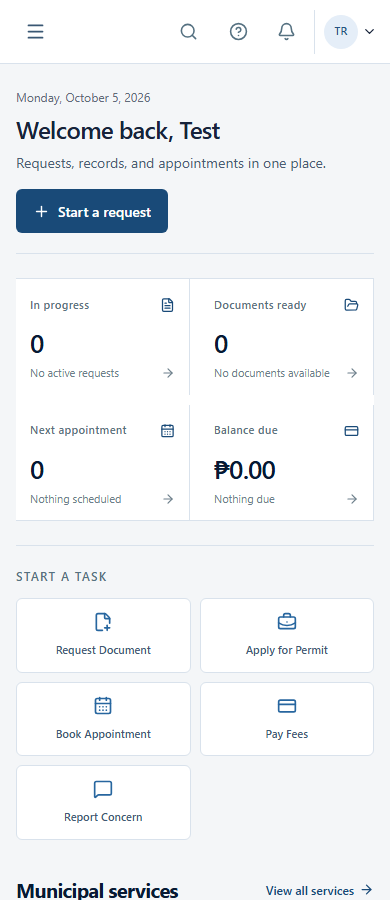 TR
Monday, October 5, 2026
Welcome back, Test
Requests, records, and appointments in one place.
Start a request
In progress
0
No active requests
Documents ready
0
No documents available
Next appointment
0
Nothing scheduled
Balance due
₱0.00
Nothing due
START A TASK
Request Document
Apply for Permit
Book Appointment
Pay Fees
Report Concern
Municipal services
View all services